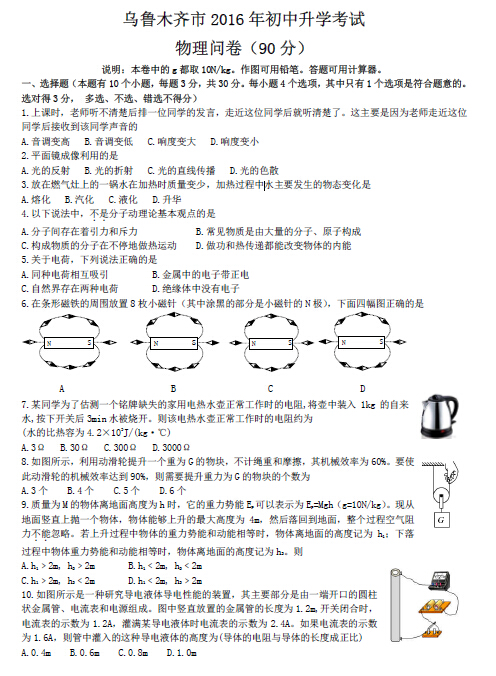 乌鲁木齐市 2016 年初中升学考试
物理问卷（90 分）
说明：本卷中的 g 都取 10N/kg。作图可用铅笔。答题可用计算器。
一、选择题（本题有 10 个小题，每题 3 分，共 30 分。每小题 4 个选项，其中只有 1 个选项是符合题意的。
选对得 3 分， 多选、不选、错选不得分）
1.上课时，老师听不清楚后排一位同学的发言，走近这位同学后就听清楚了。这主要是因为老师走近这位
同学后接收到该同学声音的
A.音调变高 B.音调变低 C.响度变大 D.响度变小
2.平面镜成像利用的是
A.光的反射 B.光的折射 C.光的直线传播 D.光的色散
3.放在燃气灶上的一锅水在加热时质量变少，加热过程中水主要发生的物态变化是
A.熔化 B.汽化 C.液化 D.升华
4.以下说法中，不是分子动理论基本观点的是
A.分子间存在着引力和斥力 B.常见物质是由大量的分子、原子构成
C.构成物质的分子在不停地做热运动 D.做功和热传递都能改变物体的内能
5.关于电荷，下列说法正确的是
A.同种电荷相互吸引 B.金属中的电子带正电
C.自然界存在两种电荷 D.绝缘体中没有电子
6.在条形磁铁的周围放置 8 枚小磁针（其中涂黑的部分是小磁针的 N 极），下面四幅图正确的是
N S N S N S N S
A B C D
7.某同学为了估测一个铭牌缺失的家用电热水壶正常工作时的电阻,将壶中装入 1kg 的自来
水,按下开关后 3min 水被烧开。则该电热水壶正常工作时的电阻约为
(水的比热容为 4.2×10³J/(kg·℃)
A.3Ω B.30Ω C.300Ω D.3000Ω
8.如图所示，利用动滑轮提升一个重为 G 的物块，不计绳重和摩擦，其机械效率为 60%。要使
此动滑轮的机械效率达到 90%，则需要提升重力为 G 的物块的个数为
A.3 个 B.4 个 C.5 个 D.6 个
G
9.质量为 M 的物体离地面高度为 h 时，它的重力势能 Eₚ可以表示为 Eₚ=Mgh（g=10N/kg）。现从
地面竖直上抛一个物体，物体能够上升的最大高度为 4m，然后落回到地面，整个过程空气阻
力不能忽略。若上升过程中物体的重力势能和动能相等时，物体离地面的高度记为 h₁；下落
过程中物体重力势能和动能相等时，物体离地面的高度记为 h₂。则
A.h₁﹥2m，h₂﹥2m B.h₁﹤2m，h₂﹤2m
C.h₁﹥2m，h₂﹤2m D.h₁﹤2m，h₂﹥2m
10.如图所示是一种研究导电液体导电性能的装置，其主要部分是由一端开口的圆柱
状金属管、电流表和电源组成。图中竖直放置的金属管的长度为 1.2m,开关闭合时，
电流表的示数为 1.2A，灌满某导电液体时电流表的示数为 2.4A。如果电流表的示数
为 1.6A，则管中灌入的这种导电液体的高度为(导体的电阻与导体的长度成正比)
A.0.4m B.0.6m C.0.8m D.1.0m